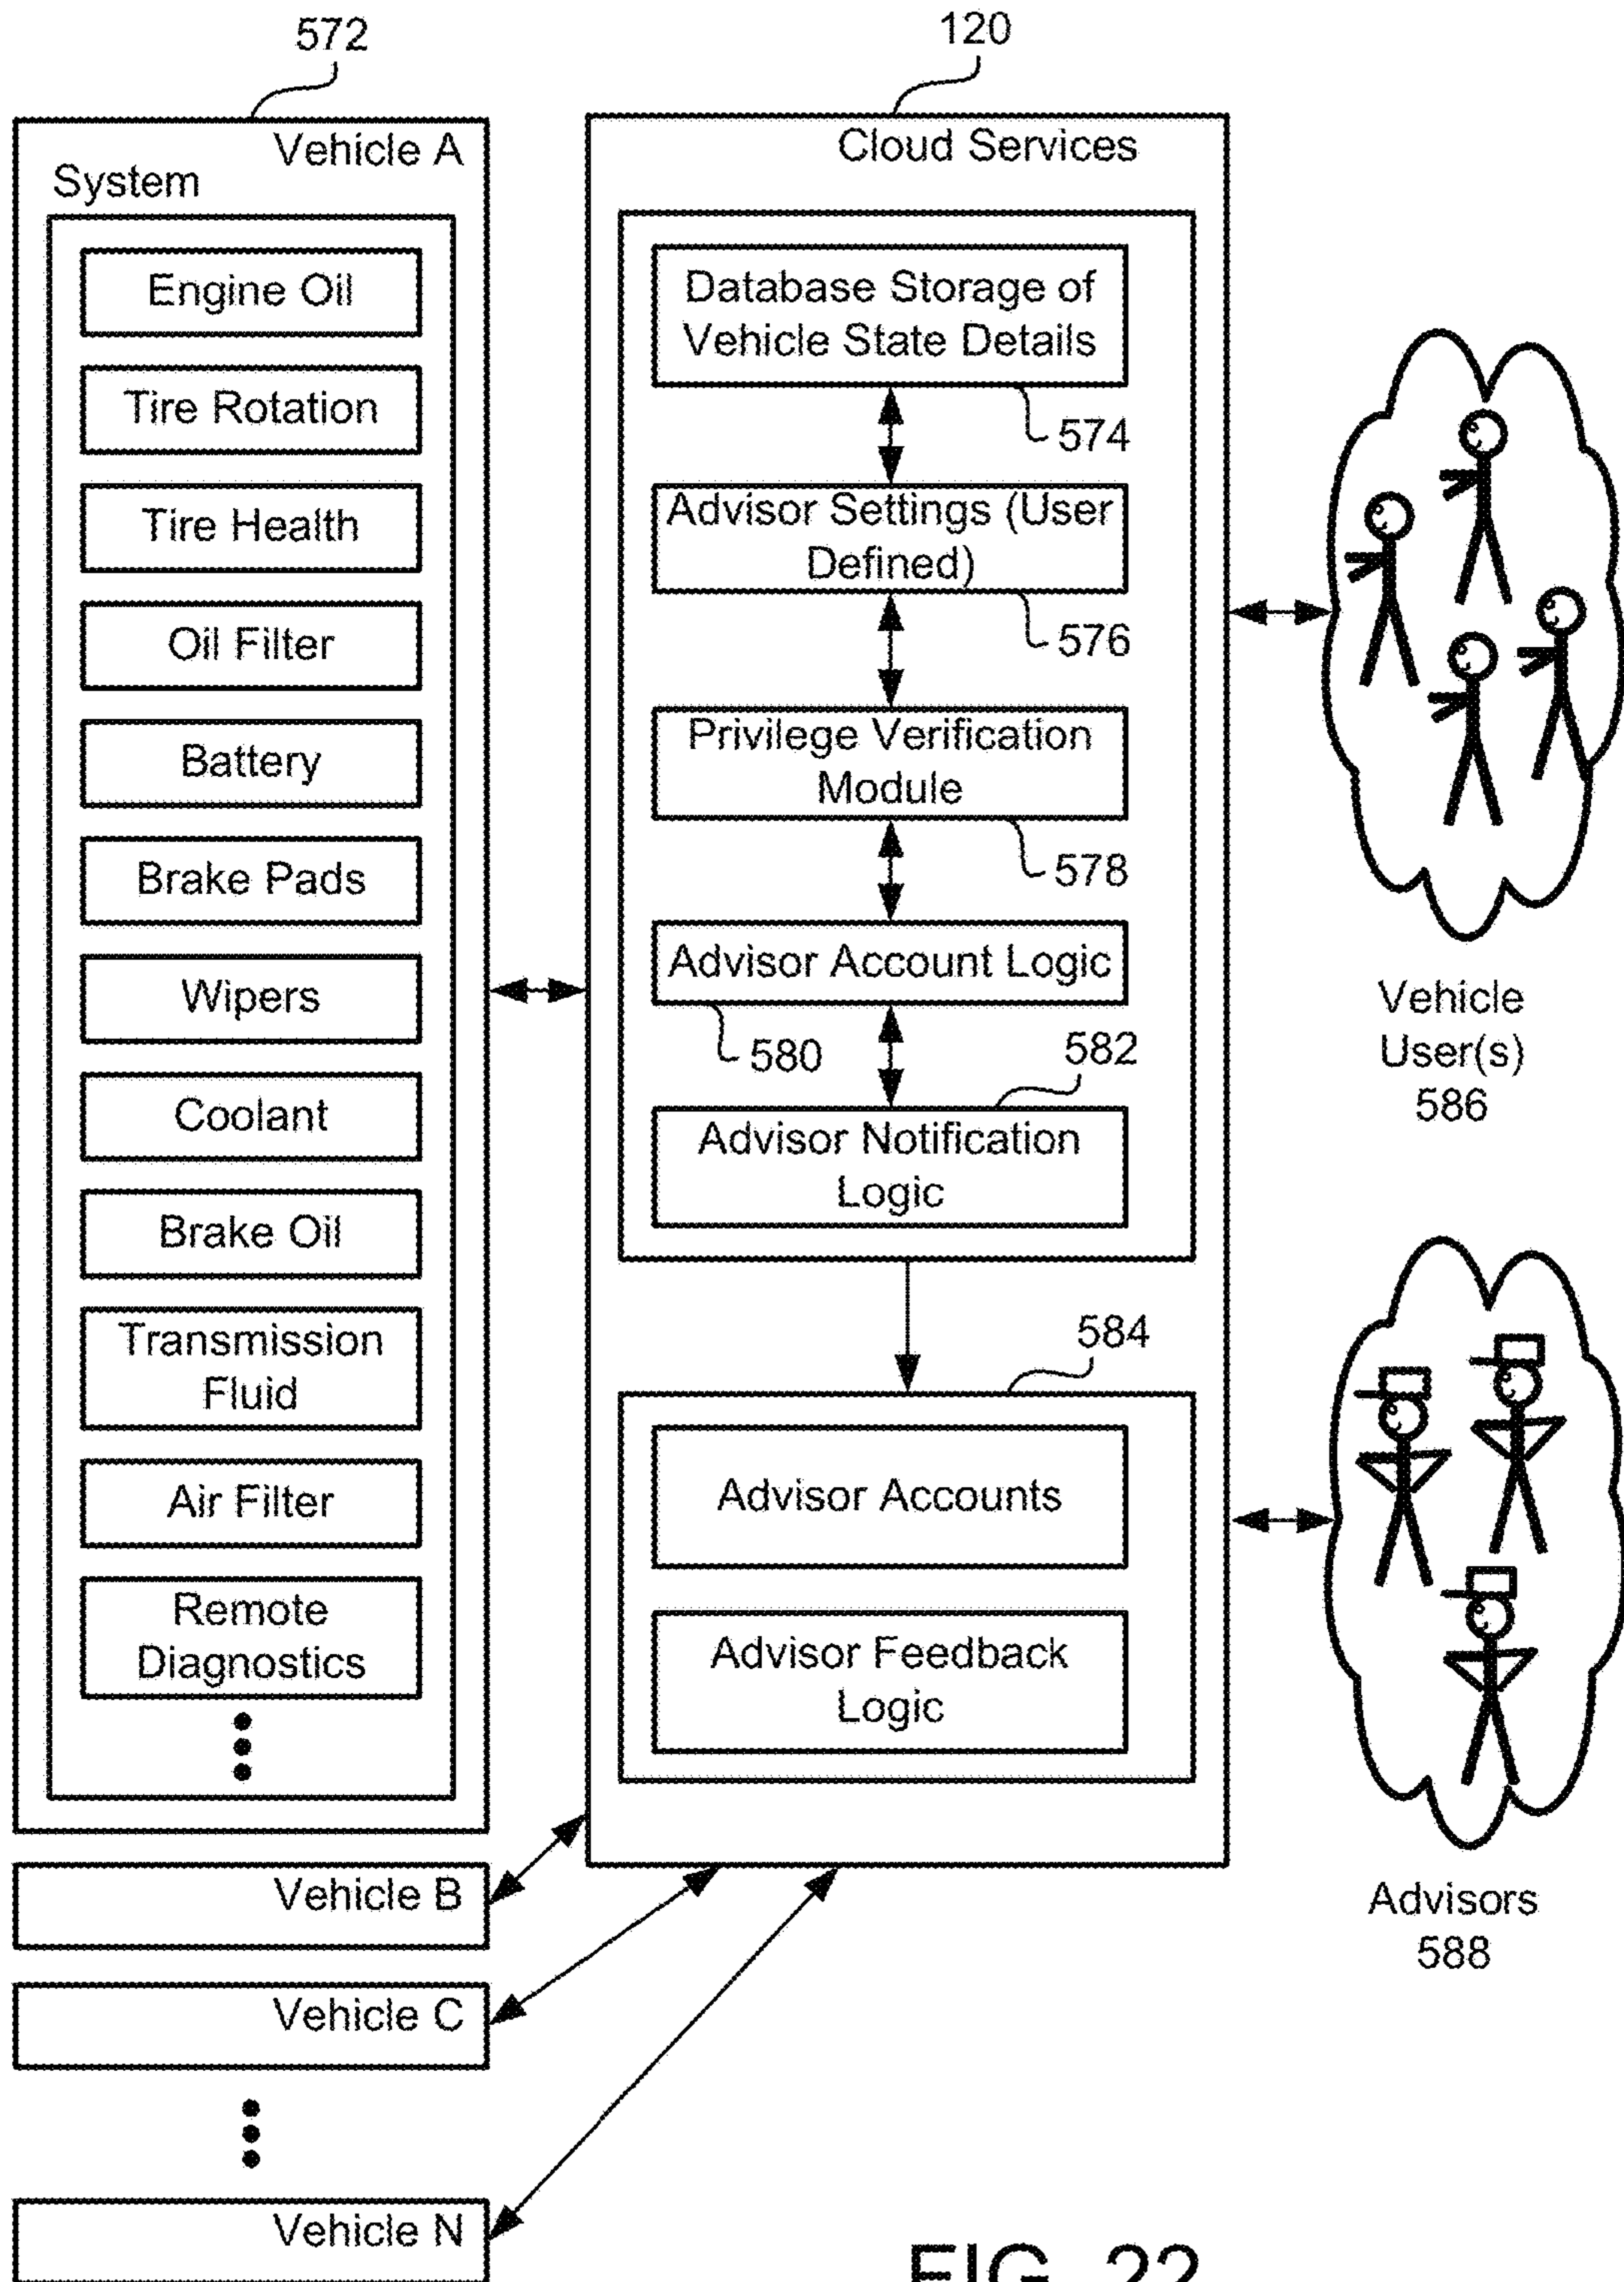 572
120
Vehicle A
System
Engine Oil
Tire Rotation
Tire Health
Oil Filter
Battery
Brake Pads
Wipers
Coolant
Brake Oil
Transmission
Fluid
Air Filter
Remote
Diagnostics
Vehicle B
Vehicle C
Vehicle N
Cloud Services
Database Storage of
Vehicle State Details
574
Advisor Settings (User
Defined)
576
Privilege Verification
Module
578
Advisor Account Logic
580
582
Advisor Notification
Logic
584
Advisor Accounts
Advisor Feedback
Logic
Vehicle
User(s)
586
Advisors
588
FIG. 22